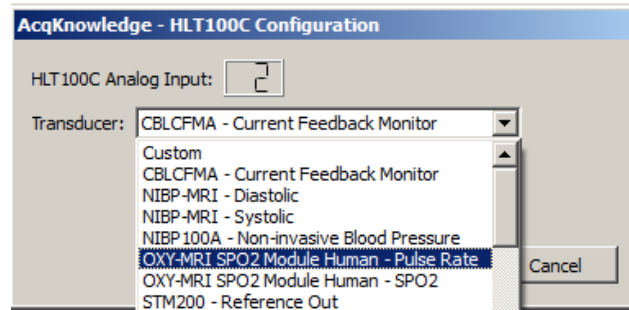 AcqKnowledge - HLT100C Configuration
HLT100C Analog Input: 2
Transducer: CBLCFMA - Current Feedback Monitor
Custom
CBLCFMA - Current Feedback Monitor
NIBP-MRI - Diastolic
NIBP-MRI - Systolic
NIBP100A - Non-invasive Blood Pressure
OXY-MRI SPO2 Module Human - Pulse Rate
Cancel
OXY-MRI SPO2 Module Human - SPO2
STM200 - Reference Out